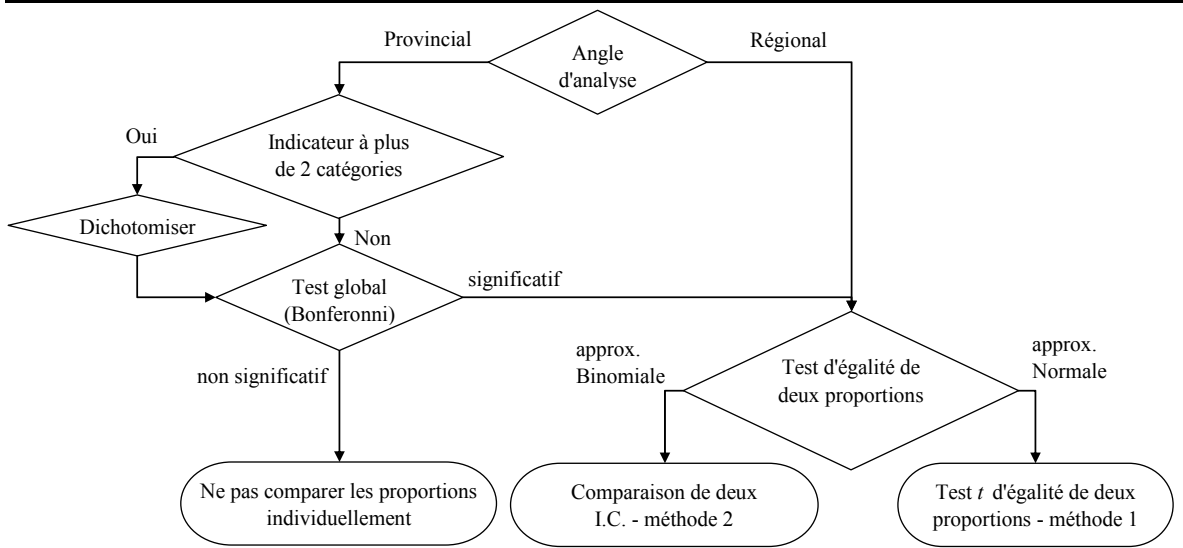 Provincial
Régional
Angle
d'analyse
Oui
Indicateur à plus
de 2 catégories
Dichotomiser
Non
Test global
(Bonferonni)
significatif
non significatif
approx.
Binomiale
Test d'égalité de
deux proportions
approx.
Normale
Ne pas comparer les proportions
individuellement
Comparaison de deux
I.C. - méthode 2
Test t d'égalité de deux
proportions - méthode 1